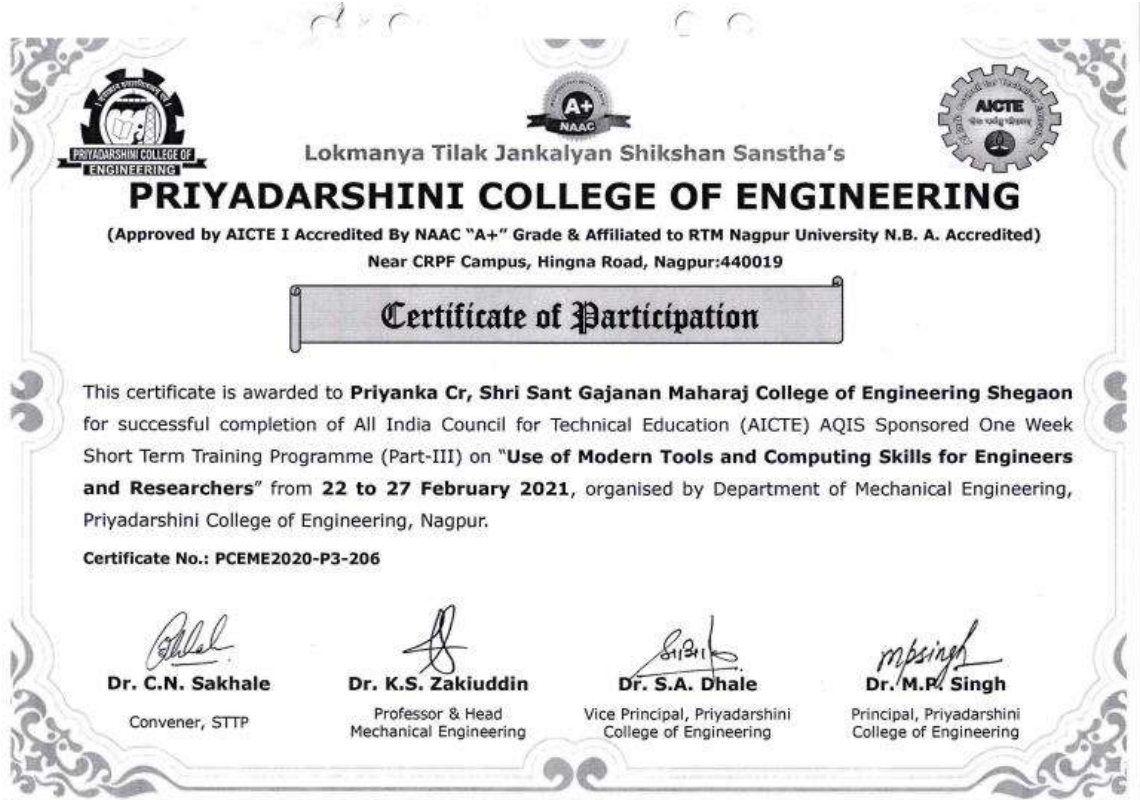 PRIYADARSHINI COLLEGE OF
ENGINEERING
A+
NAAC
AICTE
Lokmanya Tilak Jankalyan Shikshan Sanstha's
PRIYADARSHINI COLLEGE OF ENGINEERING
(Approved by AICTE I Accredited By NAAC "A+" Grade & Affiliated to RTM Nagpur University N.B. A. Accredited)
Near CRPF Campus, Hingna Road, Nagpur:440019
Certificate of Participation
This certificate is awarded to Priyanka Cr, Shri Sant Gajanan Maharaj College of Engineering Shegaon
for successful completion of All India Council for Technical Education (AICTE) AQIS Sponsored One Week
Short Term Training Programme (Part-III) on "Use of Modern Tools and Computing Skills for Engineers
and Researchers" from 22 to 27 February 2021, organised by Department of Mechanical Engineering,
Priyadarshini College of Engineering, Nagpur.
Certificate No.: PCEME2020-P3-206
mpsingh
Dr. C.N. Sakhale
Dr. K.S. Zakiuddin
Dr. S.A. Dhale
Dr. M.P. Singh
Convener, STTP
Professor & Head
Mechanical Engineering
Vice Principal, Priyadarshini
College of Engineering
Principal, Priyadarshini
College of Engineering